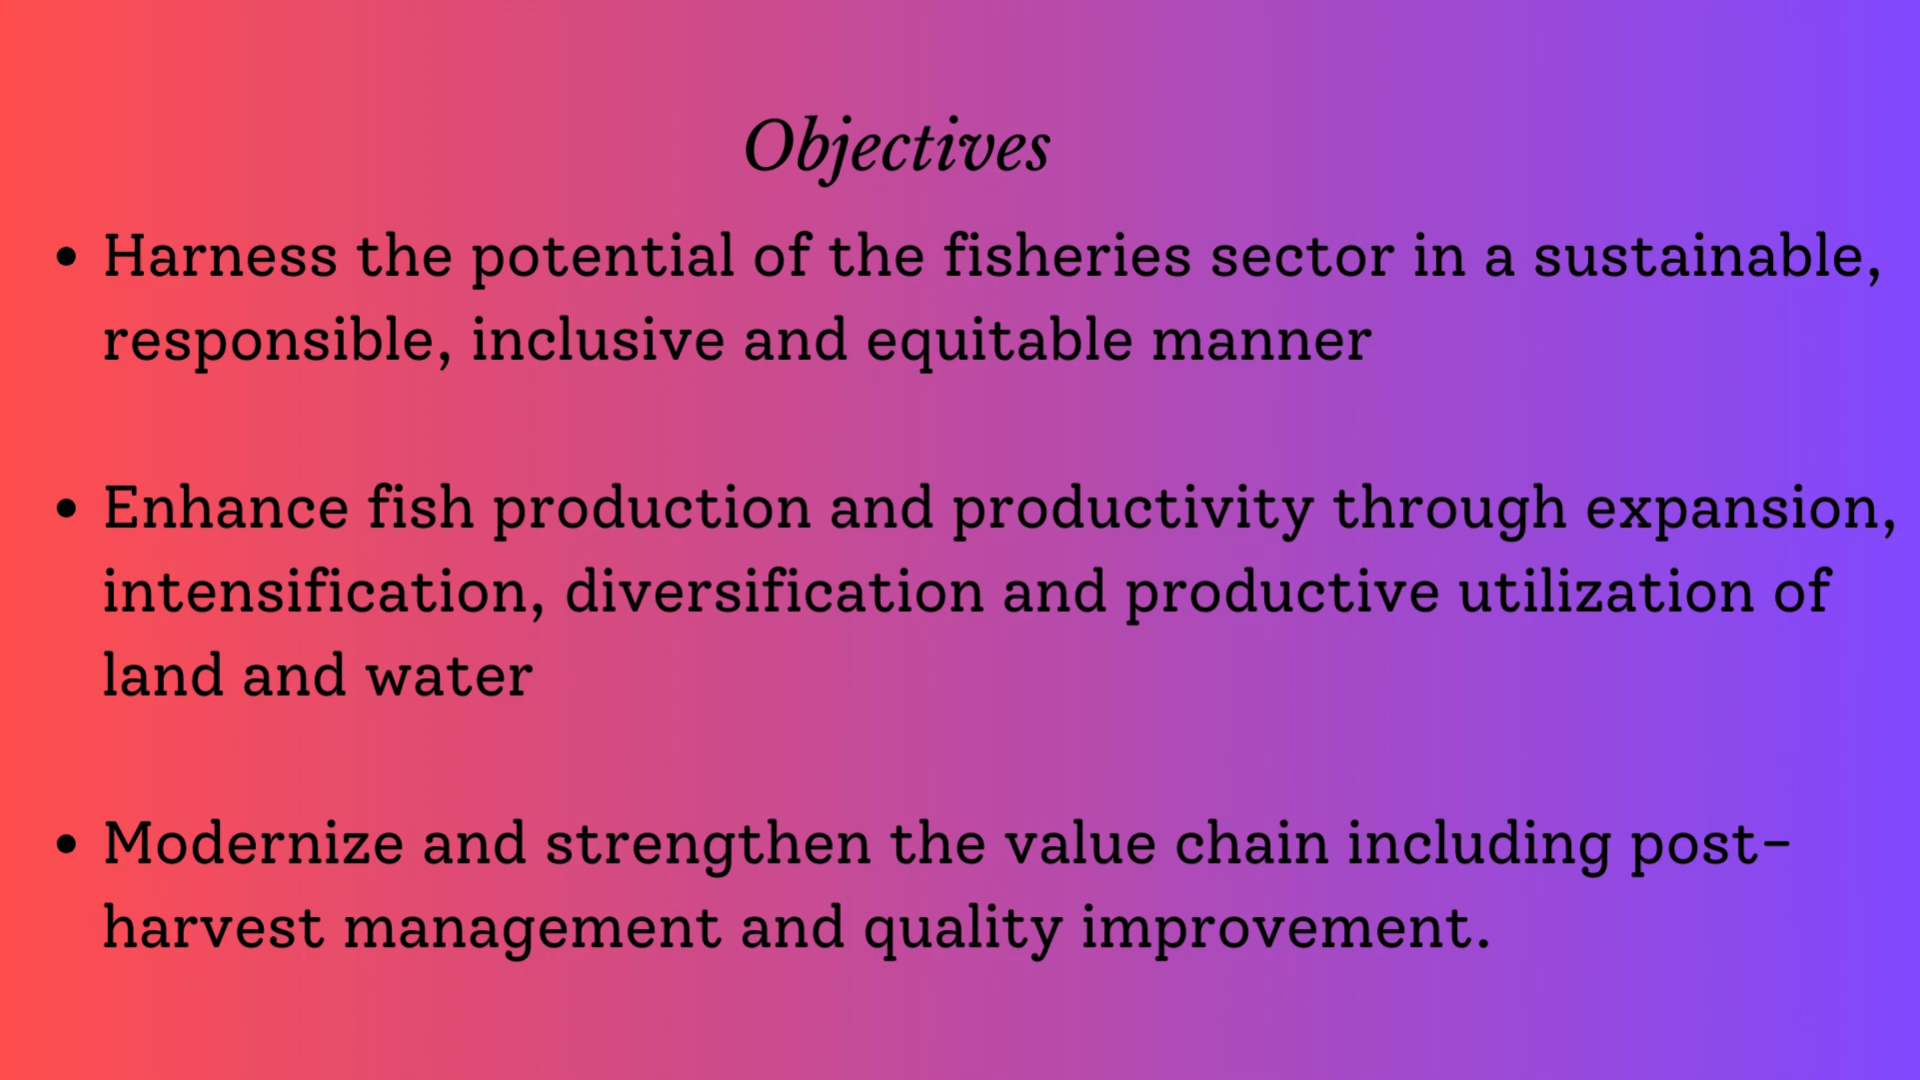 Objectives
• Harness the potential of the fisheries sector in a sustainable,
responsible, inclusive and equitable manner
• Enhance fish production and productivity through expansion,
intensification, diversification and productive utilization of
land and water
• Modernize and strengthen the value chain including post-
harvest management and quality improvement.